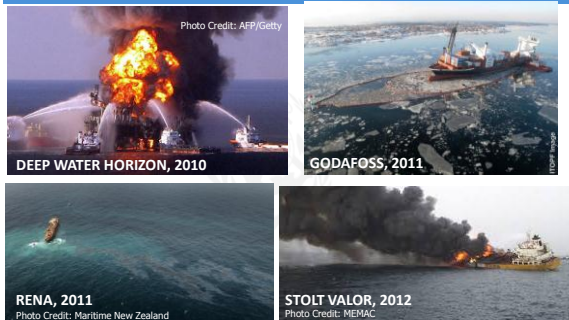 Photo Credit: AFP/Getty
DEEP WATER HORIZON, 2010
GODAFOSS, 2011
ITOPF Image
RENA, 2011
Photo Credit: Maritime New Zealand
STOLT VALOR, 2012
Photo Credit: MEMAC